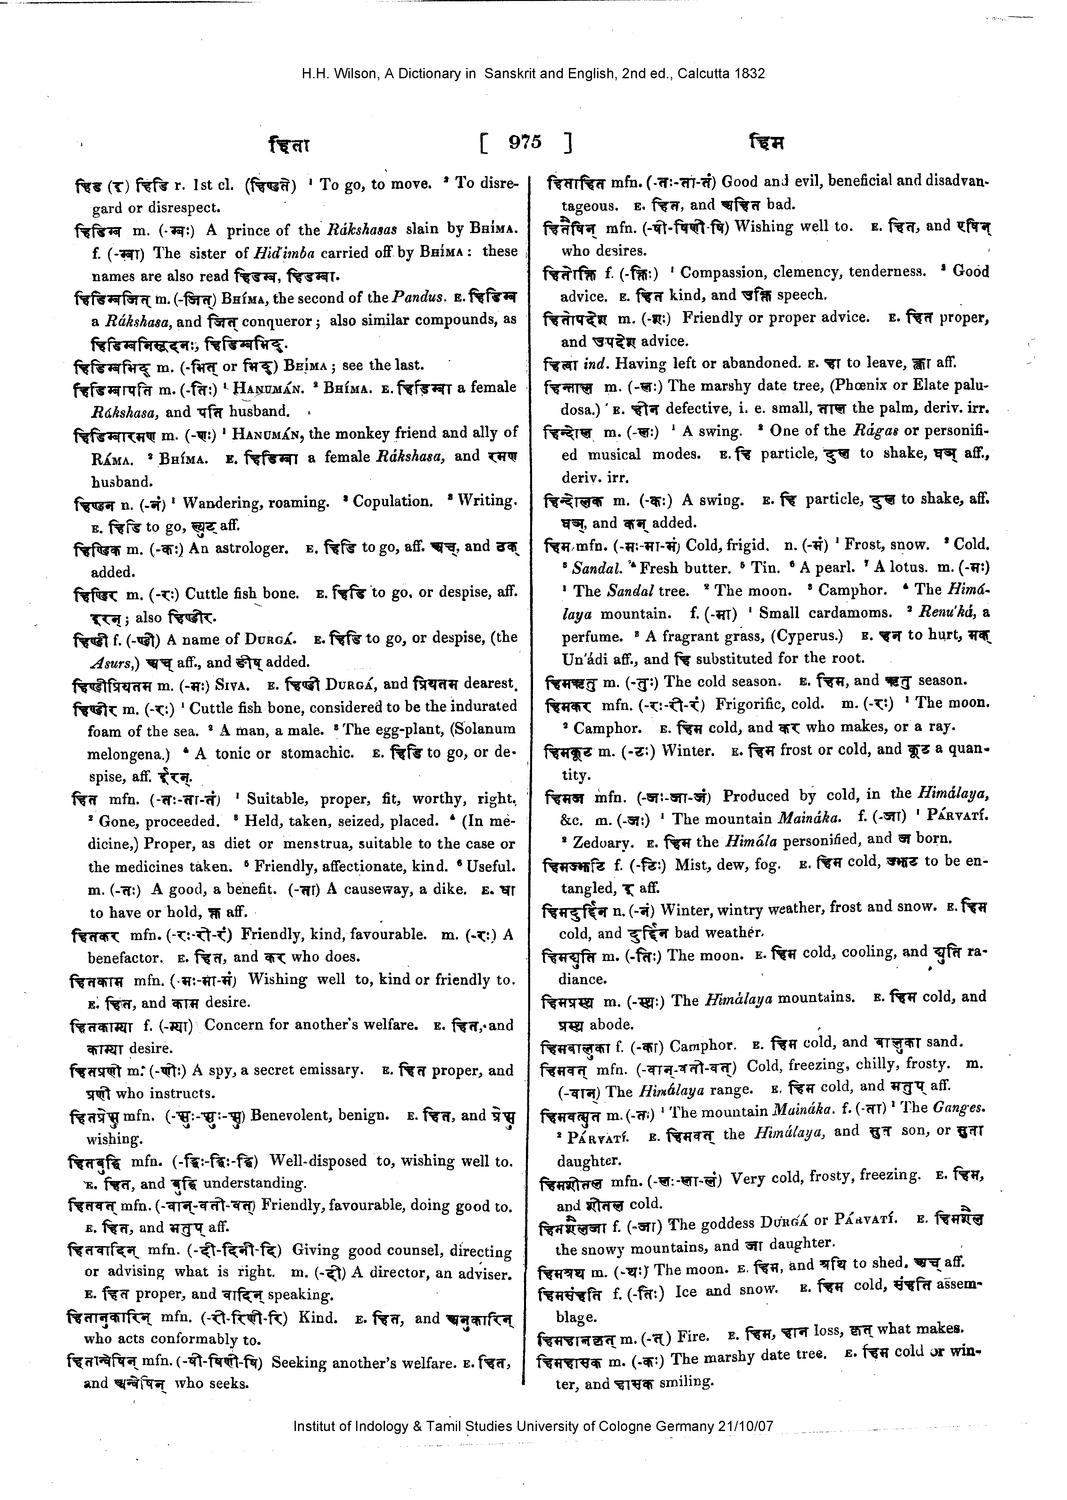 H.H. Wilson, A Dictionary in Sanskrit and English, 2nd ed., Calcutta 1832
हिता [ 975 ] हिम
हिड (र) हिडि r. 1st cl. (हिण्डते) ¹ To go, to move. ² To disre-
gard or disrespect.
हिडिम्ब m. (-म्बः) A prince of the Rákshasas slain by BHÍMA.
f. (-म्बा) The sister of Hid́imba carried off by BHÍMA : these
names are also read हिडम्ब, हिडम्बा.
हिडिम्बजित् m. (-जित्) BHÍMA, the second of the Pandus. E. हिडिम्ब
a Rákshasa, and जित् conqueror ; also similar compounds, as
हिडिम्बनिसूदनः, हिडिम्बभिद्.
हिडिम्बभिद् m. (-भित् or भिद्) BHÍMA ; see the last.
हिडिम्बापति m. (-तिः) ¹ HANUMÁN. ² BHÍMA. E. हिडिम्बा a female
Rákshasa, and पति husband.
हिडिम्बारमण m. (-णः) ¹ HANUMÁN, the monkey friend and ally of
RÁMA. ² BHÍMA. E. हिडिम्बा a female Rákshasa, and रमण
husband.
हिण्डन n. (-नं) ¹ Wandering, roaming. ² Copulation. ³ Writing.
E. हिडि to go, ल्युट् aff.
हिण्डिक m. (-कः) An astrologer. E. हिडि to go, aff. अच्, and ठक्
added.
हिण्डिर m. (-रः) Cuttle fish bone. E. हिडि to go, or despise, aff.
इरन् ; also हिण्डीर.
हिण्डी f. (-ण्डी) A name of DURGÁ. E. हिडि to go, or despise, (the
Asurs,) अच् aff., and ङीष् added.
हिण्डीप्रियतम m. (-मः) SIVA. E. हिण्डी DURGÁ, and प्रियतम dearest.
हिण्डीर m. (-रः) ¹ Cuttle fish bone, considered to be the indurated
foam of the sea. ² A man, a male. ³ The egg-plant, (Solanum
melongena.) ⁴ A tonic or stomachic. E. हिडि to go, or de-
spise, aff. ईरन्.
हित mfn. (-तः-ता-तं) ¹ Suitable, proper, fit, worthy, right.
² Gone, proceeded. ³ Held, taken, seized, placed. ⁴ (In me-
dicine,) Proper, as diet or menstrua, suitable to the case or
the medicines taken. ⁵ Friendly, affectionate, kind. ⁶ Useful.
m. (-तः) A good, a benefit. (-ता) A causeway, a dike. E. धा
to have or hold, क्त aff.
हितकर mfn. (-रः-री-रं) Friendly, kind, favourable. m. (-रः) A
benefactor. E. हित, and कर who does.
हितकाम mfn. (-मः-मा-मं) Wishing well to, kind or friendly to.
E. हित, and काम desire.
हितकाम्या f. (-म्या) Concern for another's welfare. E. हित, and
काम्या desire.
हितप्रणी m. (-णीः) A spy, a secret emissary. E. हित proper, and
प्रणी who instructs.
हितप्रेप्सु mfn. (-प्सुः-प्सुः-प्सु) Benevolent, benign. E. हित, and प्रेप्सु
wishing.
हितबुद्धि mfn. (-द्धिः-द्धिः-द्धि) Well-disposed to, wishing well to.
E. हित, and बुद्धि understanding.
हितवत् mfn. (-वान्-वती-वत्) Friendly, favourable, doing good to.
E. हित, and मतुप् aff.
हितवादिन् mfn. (-दी-दिनी-दि) Giving good counsel, directing
or advising what is right. m. (-दी) A director, an adviser.
E. हित proper, and वादिन् speaking.
हितानुकारिन् mfn. (-री-रिणी-रि) Kind. E. हित, and अनुकारिन्
who acts conformably to.
हितान्वेषिन् mfn. (-षी-षिणी-षि) Seeking another's welfare. E. हित,
and अन्वेषिन् who seeks.
हिताहित mfn. (-तः-ता-तं) Good and evil, beneficial and disadvan-
tageous. E. हित, and अहित bad.
हितैषिन् mfn. (-षी-षिणी-षि) Wishing well to. E. हित, and एषिन्
who desires.
हितोक्ति f. (-क्तिः) ¹ Compassion, clemency, tenderness. ² Good
advice. E. हित kind, and उक्ति speech.
हितोपदेश m. (-शः) Friendly or proper advice. E. हित proper,
and उपदेश advice.
हित्वा ind. Having left or abandoned. E. हा to leave, क्त्वा aff.
हिन्ताल m. (-लः) The marshy date tree, (Phœnix or Elate palu-
dosa.) E. हीन defective, i. e. small, ताल the palm, deriv. irr.
हिन्दोल m. (-लः) ¹ A swing. ² One of the Rágas or personifi-
ed musical modes. E. हि particle, दुल to shake, घञ् aff.,
deriv. irr.
हिन्दोलक m. (-कः) A swing. E. हि particle, दुल to shake, aff.
घञ्, and कन् added.
हिम mfn. (-मः-मा-मं) Cold, frigid. n. (-मं) ¹ Frost, snow. ² Cold.
³ Sandal. ⁴ Fresh butter. ⁵ Tin. ⁶ A pearl. ⁷ A lotus. m. (-मः)
¹ The Sandal tree. ² The moon. ³ Camphor. ⁴ The Himá-
laya mountain. f. (-मा) ¹ Small cardamoms. ² Renu'ká, a
perfume. ³ A fragrant grass, (Cyperus.) E. हन to hurt, मक्
Un'ádi aff., and हि substituted for the root.
हिमऋतु m. (-तुः) The cold season. E. हिम, and ऋतु season.
हिमकर mfn. (-रः-री-रं) Frigorific, cold. m. (-रः) ¹ The moon.
² Camphor. E. हिम cold, and कर who makes, or a ray.
हिमकूट m. (-टः) Winter. E. हिम frost or cold, and कूट a quan-
tity.
हिमज mfn. (-जः-जा-जं) Produced by cold, in the Himálaya,
&c. m. (-जः) ¹ The mountain Maináka. f. (-जा) ¹ PÁRVATÍ.
² Zedoary. E. हिम the Himála personified, and ज born.
हिमज्झटि f. (-टिः) Mist, dew, fog. E. हिम cold, ज्झट to be en-
tangled, इ aff.
हिमदुर्द्दिन n. (-नं) Winter, wintry weather, frost and snow. E. हिम
cold, and दुर्द्दिन bad weather.
हिमद्युति m. (-तिः) The moon. E. हिम cold, cooling, and द्युति ra-
diance.
हिमप्रस्थ m. (-स्थः) The Himálaya mountains. E. हिम cold, and
प्रस्थ abode.
हिमबालुका f. (-का) Camphor. E. हिम cold, and बालुका sand.
हिमवत् mfn. (-वान्-वती-वत्) Cold, freezing, chilly, frosty. m.
(-वान्) The Himálaya range. E. हिम cold, and मतुप् aff.
हिमवत्सुत m. (-तः) ¹ The mountain Maináka. f. (-ता) ¹ The Ganges.
² PÁRVATÍ. E. हिमवत् the Himálaya, and सुत son, or सुता
daughter.
हिमशीतल mfn. (-लः-ला-लं) Very cold, frosty, freezing. E. हिम,
and शीतल cold.
हिमशैलजा f. (-जा) The goddess DURGÁ or PÁRVATÍ. E. हिमशैल
the snowy mountains, and जा daughter.
हिमश्रथ m. (-थः) The moon. E. हिम, and श्रथि to shed, अच् aff.
हिमसंहति f. (-तिः) Ice and snow. E. हिम cold, संहति assem-
blage.
हिमहानकृत् m. (-त्) Fire. E. हिम, हान loss, कृत् what makes.
हिमहासक m. (-कः) The marshy date tree. E. हिम cold or win-
ter, and हासक smiling.
Institut of Indology & Tamil Studies University of Cologne Germany 21/10/07